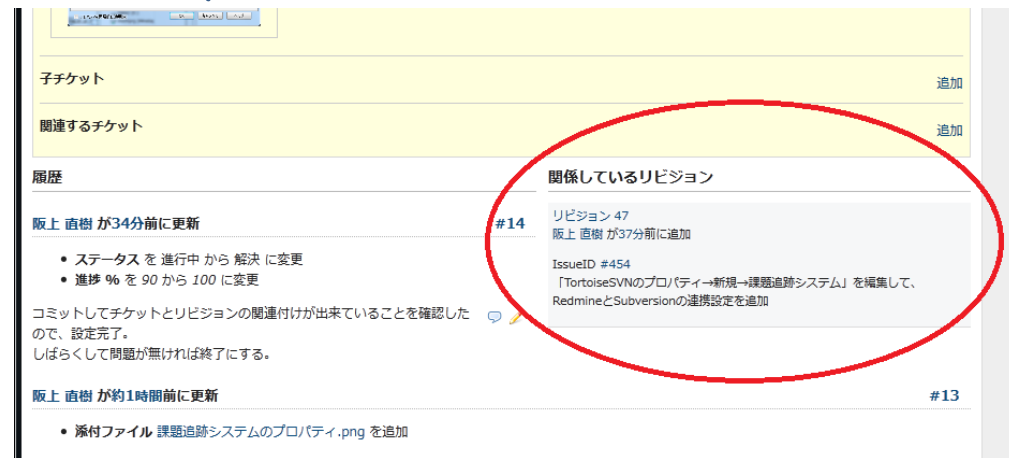 子チケット
追加
関連するチケット
追加
履歴
阪上 直樹 が34分前に更新
#14
ステータス を 進行中 から 解決 に変更
進捗 % を 90 から 100 に変更
コミットしてチケットとリビジョンの関連付けが出来ていることを確認した
ので、設定完了。
しばらくして問題が無ければ終了にする。
関係しているリビジョン
リビジョン 47
阪上 直樹 が37分前に追加
IssueID #454
「TortoiseSVNのプロパティ→新規→課題追跡システム」を編集して、
RedmineとSubversionの連携設定を追加
阪上 直樹 が約1時間前に更新
#13
添付ファイル 課題追跡システムのプロパティ.png を追加